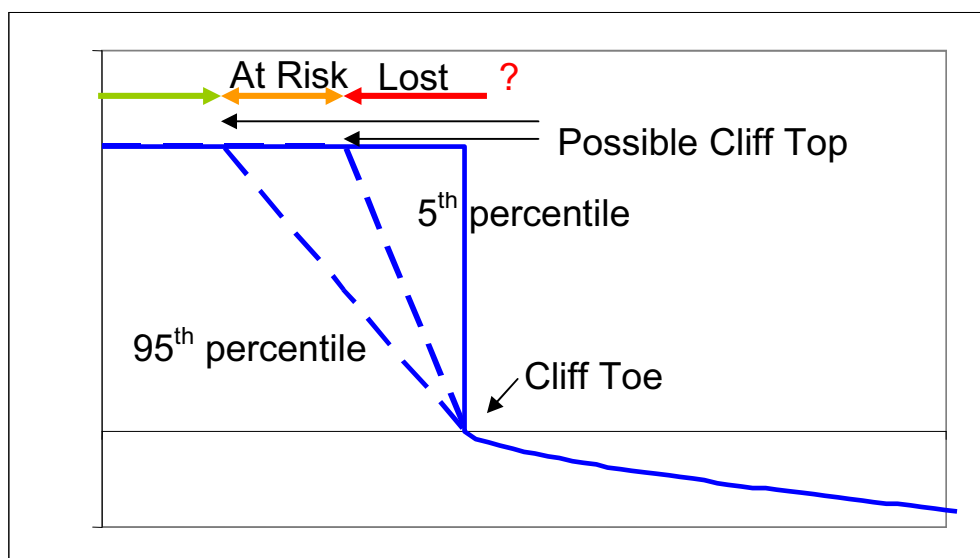 At Risk Lost ?
Possible Cliff Top
5th percentile
95th percentile
Cliff Toe